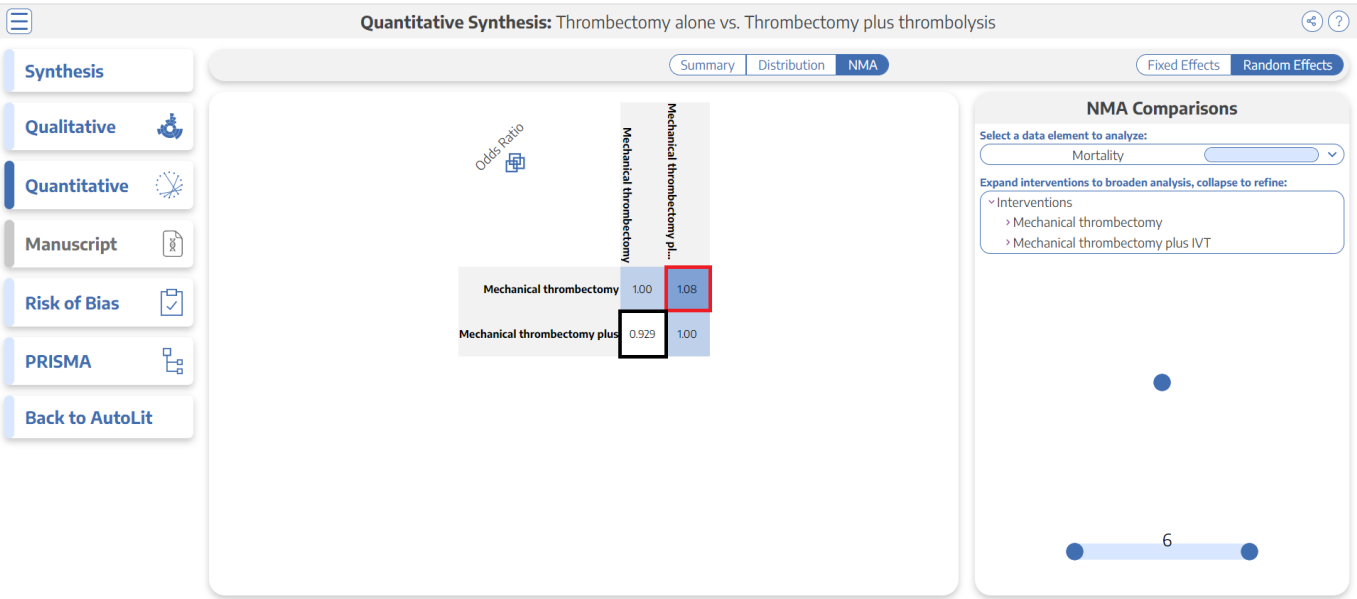 Quantitative Synthesis: Thrombectomy alone vs. Thrombectomy plus thrombolysis
?
Synthesis
Qualitative
Quantitative
Manuscript
Risk of Bias
PRISMA
Back to AutoLit
Summary
Distribution
NMA
Fixed Effects
Random Effects
Odds Ratio
Mechanical thrombectomy
Mechanical thrombectomy pl...
Mechanical thrombectomy 1.00 1.08
Mechanical thrombectomy plus 0.929 1.00
NMA Comparisons
Select a data element to analyze:
Mortality
Expand interventions to broaden analysis, collapse to refine:
Interventions
Mechanical thrombectomy
Mechanical thrombectomy plus IVT
6